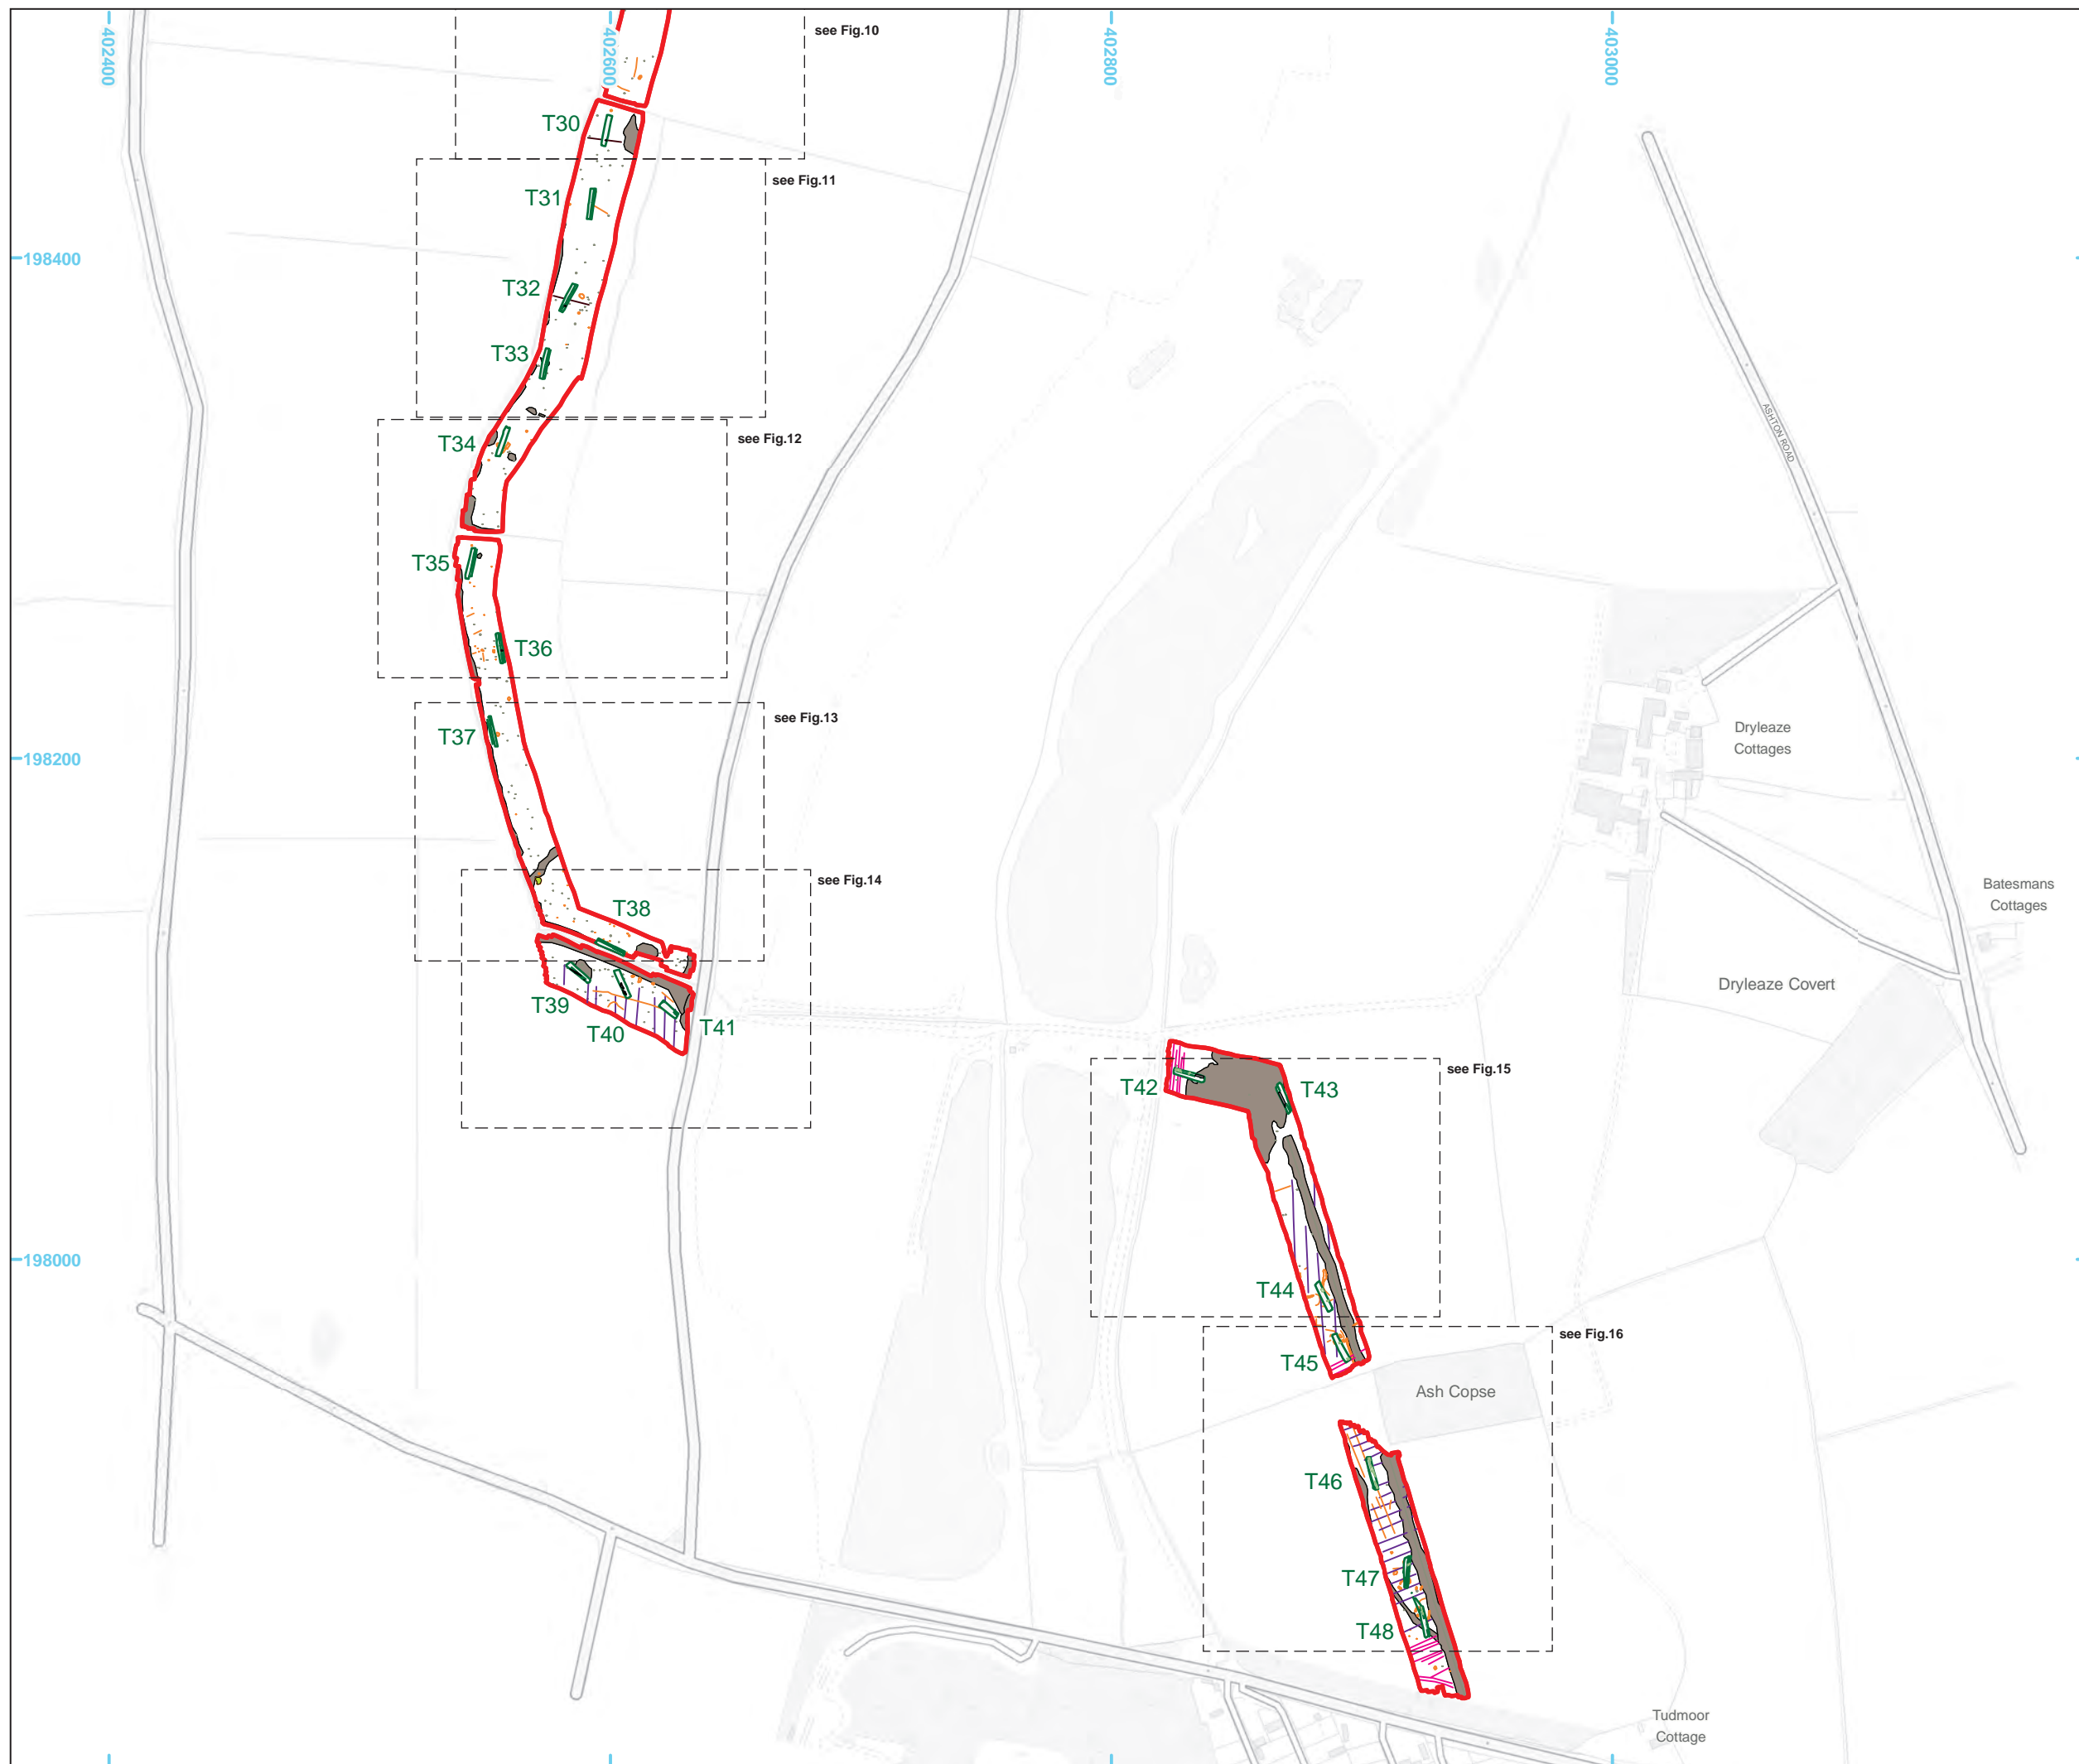 402400
402600
402800
403000
see Fig.10
T30
see Fig.11
T31
198400
T32
T33
ASHTON ROAD
see Fig.12
T34
T35
T36
see Fig.13
Dryleaze
Cottages
T37
198200
see Fig.14
Batesmans
Cottages
T38
Dryleaze Covert
T39
T40
T41
see Fig.15
T42
T43
198000
T44
see Fig.16
T45
Ash Copse
T46
T47
T48
Tudmoor
Cottage